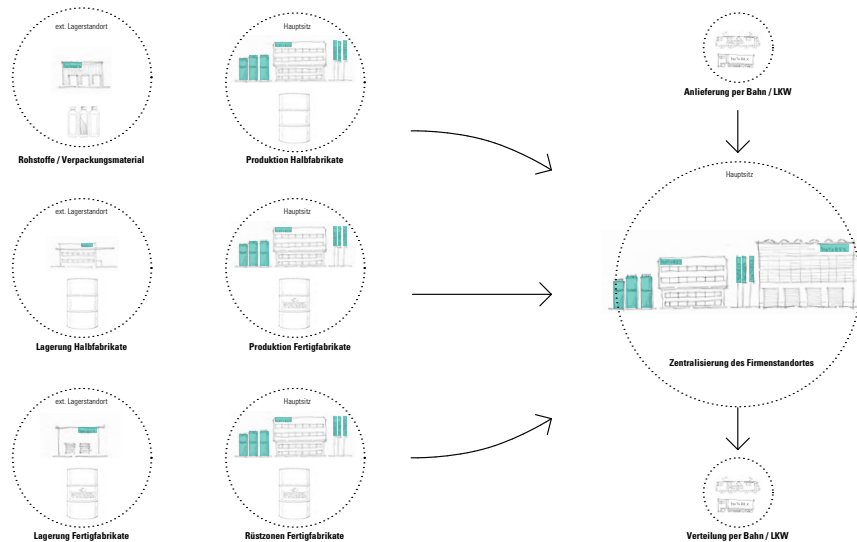 ext. Lagerstandort
Rohstoffe / Verpackungsmaterial
Hauptsitz
Produktion Halbfabrikate
Anlieferung per Bahn / LKW
ext. Lagerstandort
Lagerung Halbfabrikate
Hauptsitz
Produktion Fertigfabrikate
Hauptsitz
Zentralisierung des Firmenstandortes
ext. Lagerstandort
Lagerung Fertigfabrikate
Hauptsitz
Rüstzonen Fertigfabrikate
Verteilung per Bahn / LKW